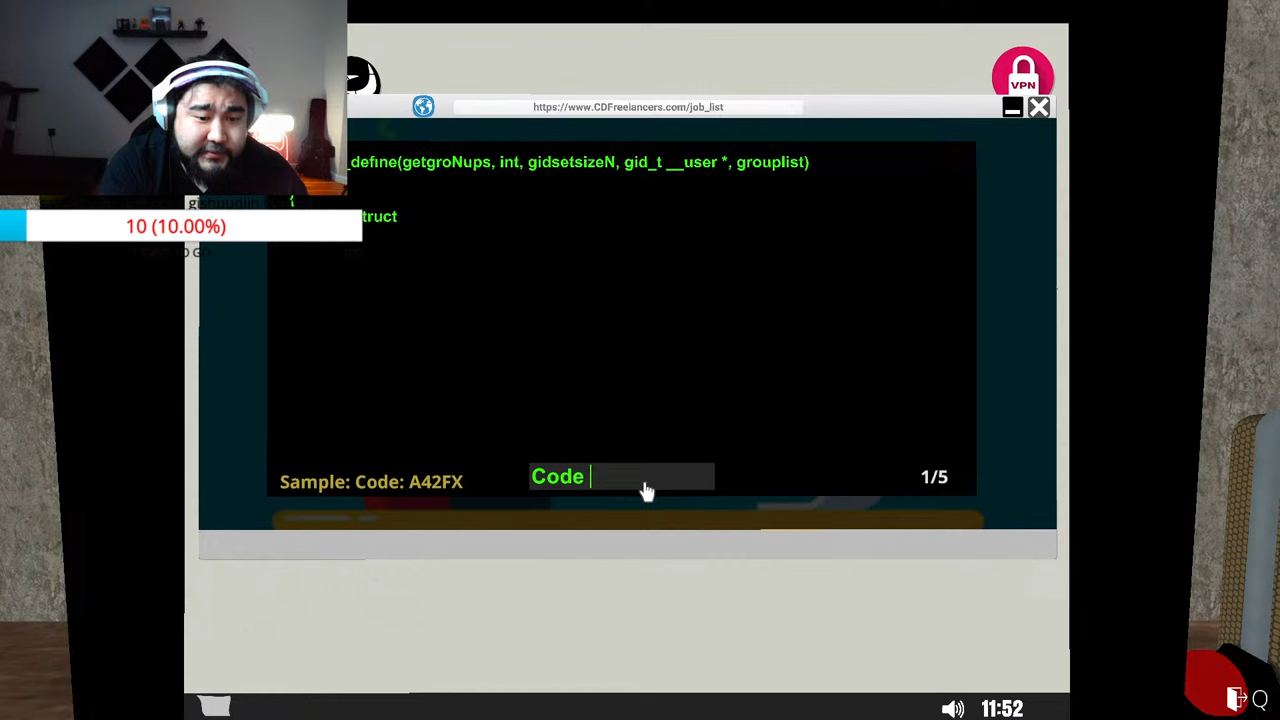 VPN
https://www.CDFreelancers.com/job_list
_define(getgroNups, int, gidsetsizeN, gid_t __user *, grouplist)
{
truct
10 (10.00%)
Sample: Code: A42FX
Code
1/5
11:52
Q